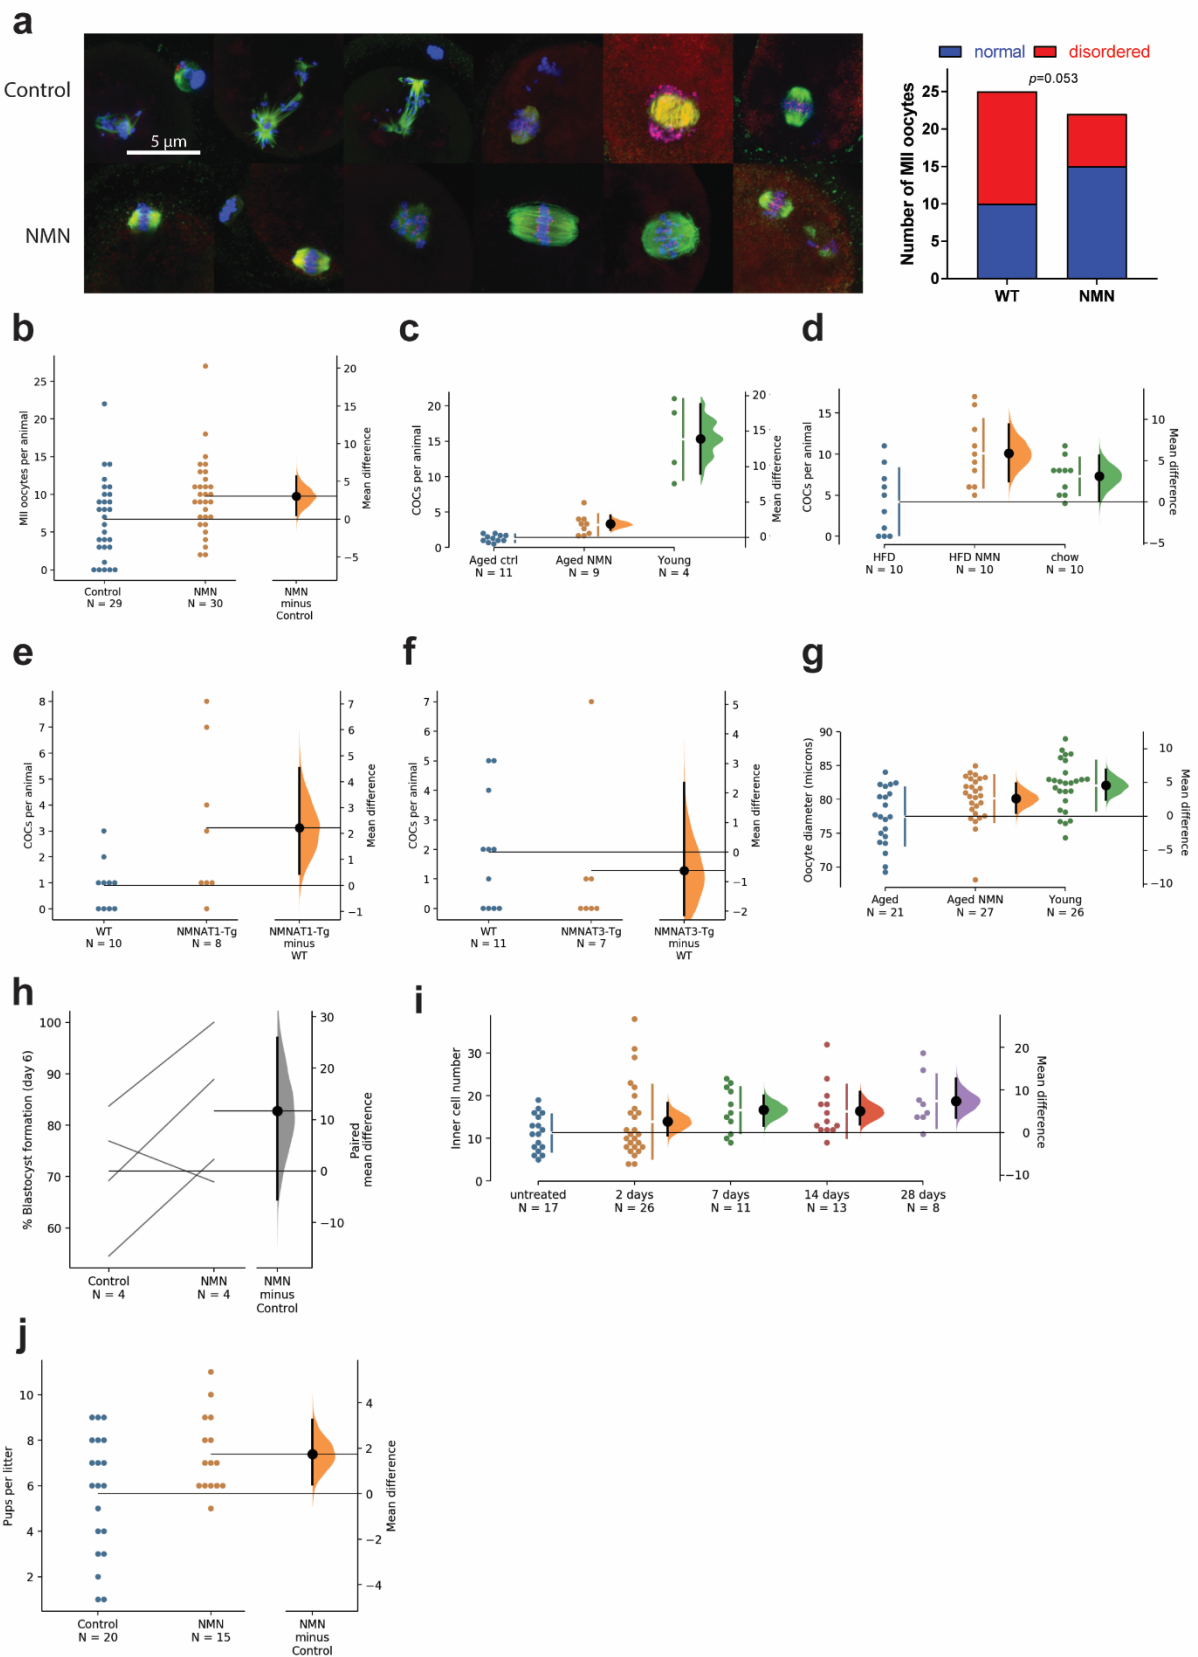 a
Control
5 µm
NMN
normal disordered
p=0.053
Number of MII oocytes
25
20
15
10
5
0
WT NMN
b
MII oocytes per animal
25
20
15
10
5
0
20
15
10
5
0
−5
Mean difference
Control
N = 29
NMN
N = 30
NMN
minus
Control
c
COCs per animal
20
15
10
5
0
20
15
10
5
0
Mean difference
Aged ctrl
N = 11
Aged NMN
N = 9
Young
N = 4
d
COCs per animal
15
10
5
0
10
5
0
−5
Mean difference
HFD
N = 10
HFD NMN
N = 10
chow
N = 10
e
COCs per animal
8
7
6
5
4
3
2
1
0
7
6
5
4
3
2
1
0
−1
Mean difference
WT
N = 10
NMNAT1-Tg
N = 8
NMNAT1-Tg
minus
WT
f
COCs per animal
7
6
5
4
3
2
1
0
5
4
3
2
1
0
−1
−2
Mean difference
WT
N = 11
NMNAT3-Tg
N = 7
NMNAT3-Tg
minus
WT
g
Oocyte diameter (microns)
90
85
80
75
70
10
5
0
−5
−10
Mean difference
Aged
N = 21
Aged NMN
N = 27
Young
N = 26
h
% Blastocyst formation (day 6)
100
90
80
70
60
30
20
10
0
−10
Paired
mean difference
Control
N = 4
NMN
N = 4
NMN
minus
Control
i
Inner cell number
30
20
10
0
20
10
0
−10
Mean difference
untreated
N = 17
2 days
N = 26
7 days
N = 11
14 days
N = 13
28 days
N = 8
j
Pups per litter
10
8
6
4
2
4
2
0
−2
−4
Mean difference
Control
N = 20
NMN
N = 15
NMN
minus
Control